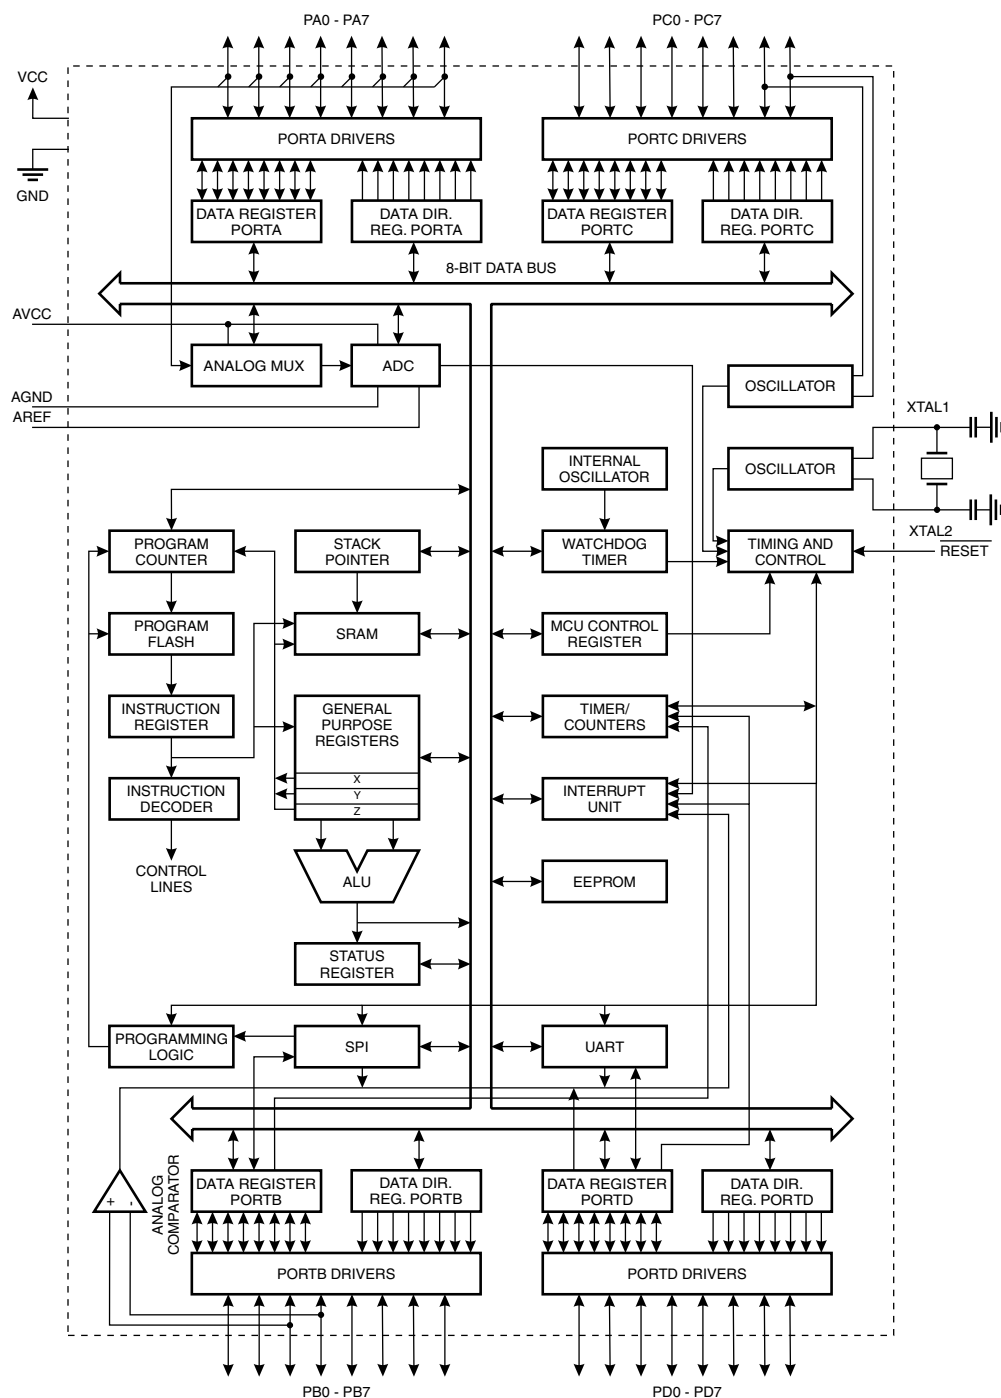 PA0 - PA7
PC0 - PC7
VCC
GND
PORTA DRIVERS
PORTC DRIVERS
DATA REGISTER
PORTA
DATA DIR.
REG. PORTA
DATA REGISTER
PORTC
DATA DIR.
REG. PORTC
8-BIT DATA BUS
AVCC
ANALOG MUX
ADC
AGND
AREF
OSCILLATOR
XTAL1
INTERNAL
OSCILLATOR
OSCILLATOR
XTAL2
RESET
PROGRAM
COUNTER
STACK
POINTER
WATCHDOG
TIMER
TIMING AND
CONTROL
PROGRAM
FLASH
SRAM
MCU CONTROL
REGISTER
INSTRUCTION
REGISTER
GENERAL
PURPOSE
REGISTERS
X
Y
Z
TIMER/
COUNTERS
INSTRUCTION
DECODER
INTERRUPT
UNIT
CONTROL
LINES
ALU
EEPROM
STATUS
REGISTER
PROGRAMMING
LOGIC
SPI
UART
+
-
ANALOG
COMPARATOR
DATA REGISTER
PORTB
DATA DIR.
REG. PORTB
DATA REGISTER
PORTD
DATA DIR.
REG. PORTD
PORTB DRIVERS
PORTD DRIVERS
PB0 - PB7
PD0 - PD7